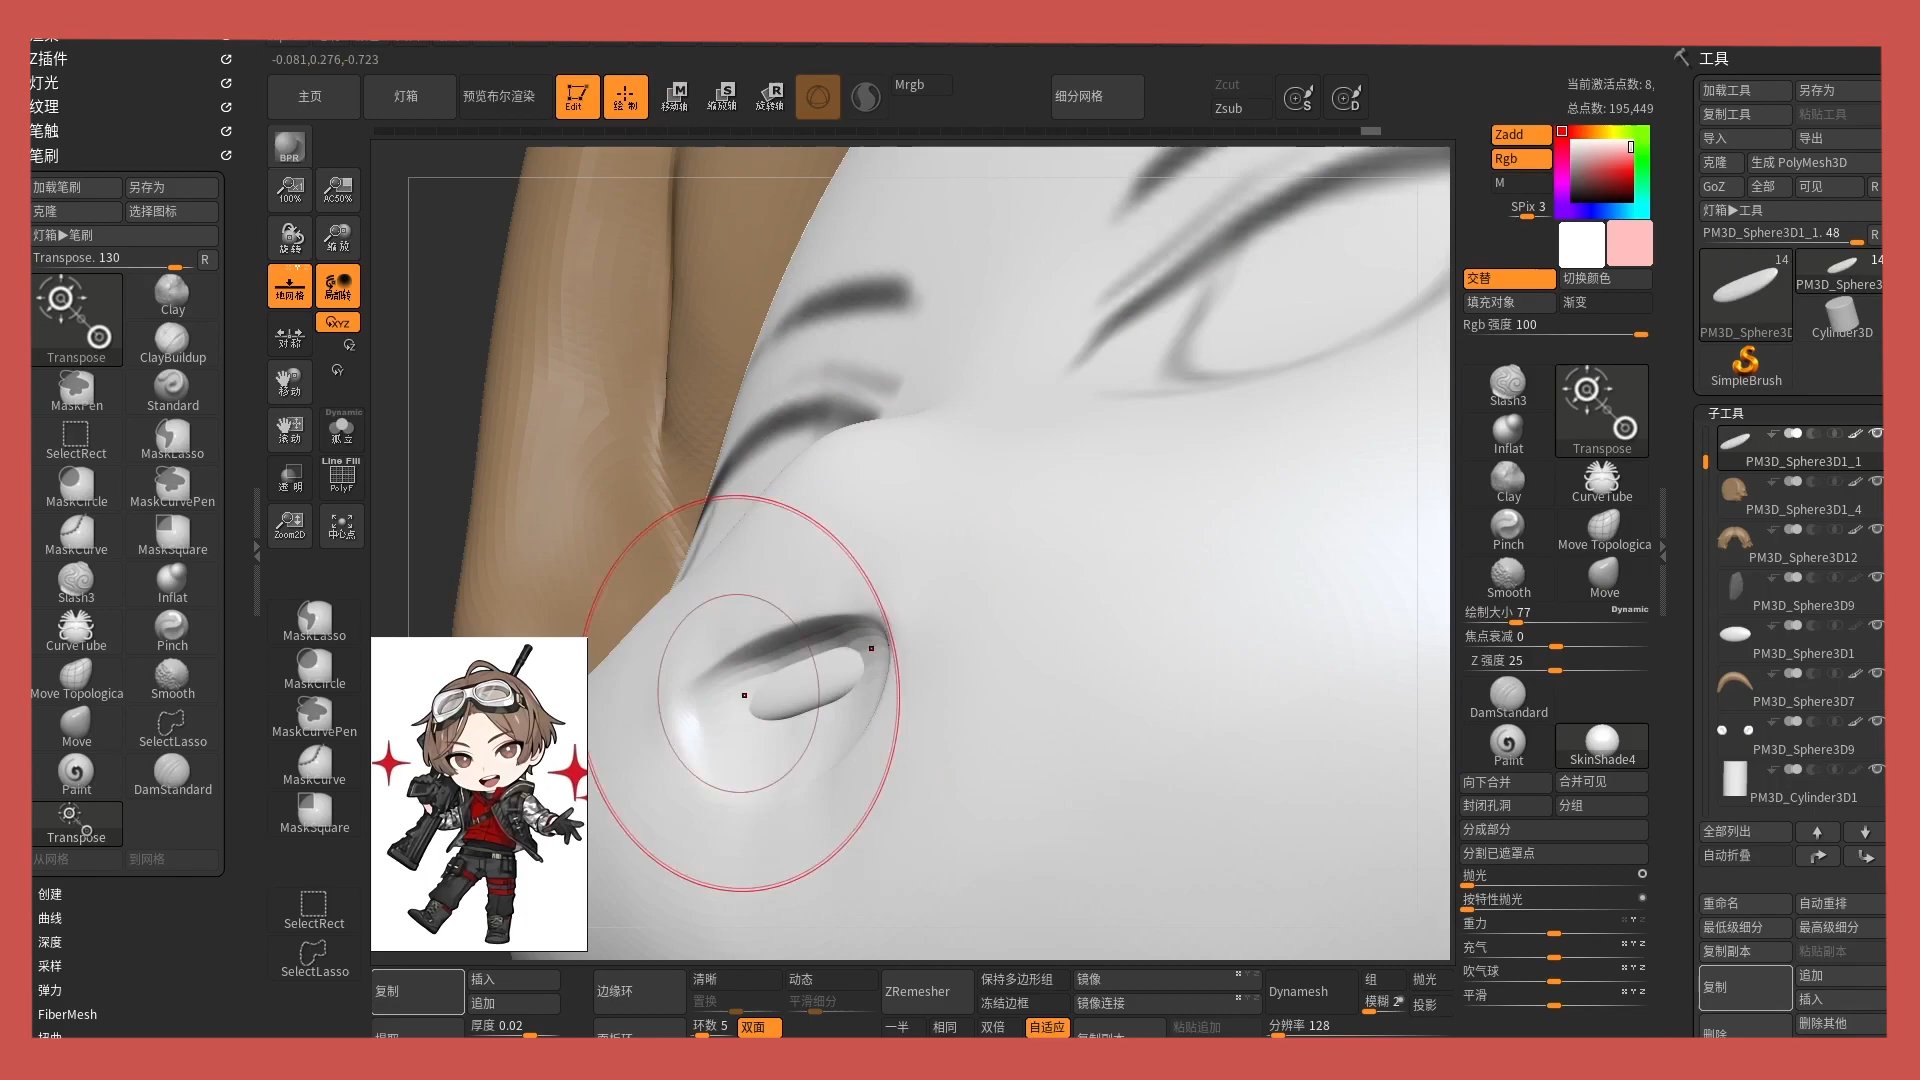 Z插件
灯光
纹理
笔触
笔刷
加载笔刷 另存为
克隆 选择图标
灯箱▶笔刷
Transpose. 130 R
Transpose
Clay
ClayBuildup
MaskPen
Standard
SelectRect
MaskLasso
MaskCircle
MaskCurvePen
MaskCurve
MaskSquare
Slash3
Inflat
CurveTube
Pinch
Move Topologica
Smooth
Move
SelectLasso
Paint
DamStandard
Transpose
从网格 到网格
创建
曲线
深度
采样
弹力
FiberMesh
-0.081,0.276,-0.723
主页
灯箱
预览布尔渲染
Edit
绘制
M
移动轴
S
缩放轴
R
旋转轴
Mrgb
细分网格
Zcut
Zsub
S
D
当前激活点数: 8,
总点数: 195,449
BPR
100%
AC50%
旋转
缩放
地网格
局部转
对称
XYZ
移动
滚动
Dynamic
孤立
透明
Line Fill
PolyF
Zoom2D
中心点
MaskLasso
MaskCircle
MaskCurvePen
MaskCurve
MaskSquare
SelectRect
SelectLasso
Zadd
Rgb
M
SPix 3
交替 切换颜色
填充对象 渐变
Rgb 强度 100
Slash3
Transpose
Inflat
Clay
CurveTube
Pinch
Move Topologica
Smooth
Move
绘制大小 77 Dynamic
焦点衰减 0
Z 强度 25
DamStandard
Paint
SkinShade4
向下合并 合并可见
封闭孔洞 分组
分成部分
分割已遮罩点
抛光
按特性抛光
重力
充气
吹气球
平滑
工具
加载工具 另存为
复制工具 粘贴工具
导入 导出
克隆 生成 PolyMesh3D
GoZ 全部 可见 R
灯箱▶工具
PM3D_Sphere3D1_1. 48 R
14
14
PM3D_Sphere3D
PM3D_Sphere3
Cylinder3D
SimpleBrush
子工具
PM3D_Sphere3D1_1
PM3D_Sphere3D1_4
PM3D_Sphere3D12
PM3D_Sphere3D9
PM3D_Sphere3D1
PM3D_Sphere3D7
PM3D_Sphere3D9
PM3D_Cylinder3D1
全部列出
自动折叠
重命名 自动重排
最低级细分 最高级细分
复制副本 粘贴副本
复制 追加
插入
删除 删除其他
复制
插入
追加
厚度 0.02
边缘环
清晰
动态
置换 平滑细分
环数 5 双面
ZRemesher
一半 相同
保持多边形组
冻结边框
双倍 自适应
镜像
镜像连接
粘贴追加
Dynamesh
分辨率 128
组 抛光
模糊 2 投影